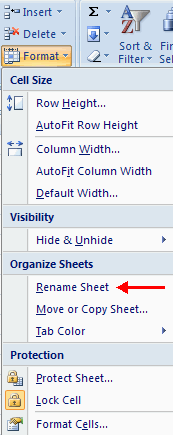 Insert
Delete
Format
Σ
Sort &
Filter
Cell Size
Row Height...
AutoFit Row Height
Column Width...
AutoFit Column Width
Default Width...
Visibility
Hide & Unhide
Organize Sheets
Rename Sheet
Move or Copy Sheet...
Tab Color
Protection
Protect Sheet...
Lock Cell
Format Cells...